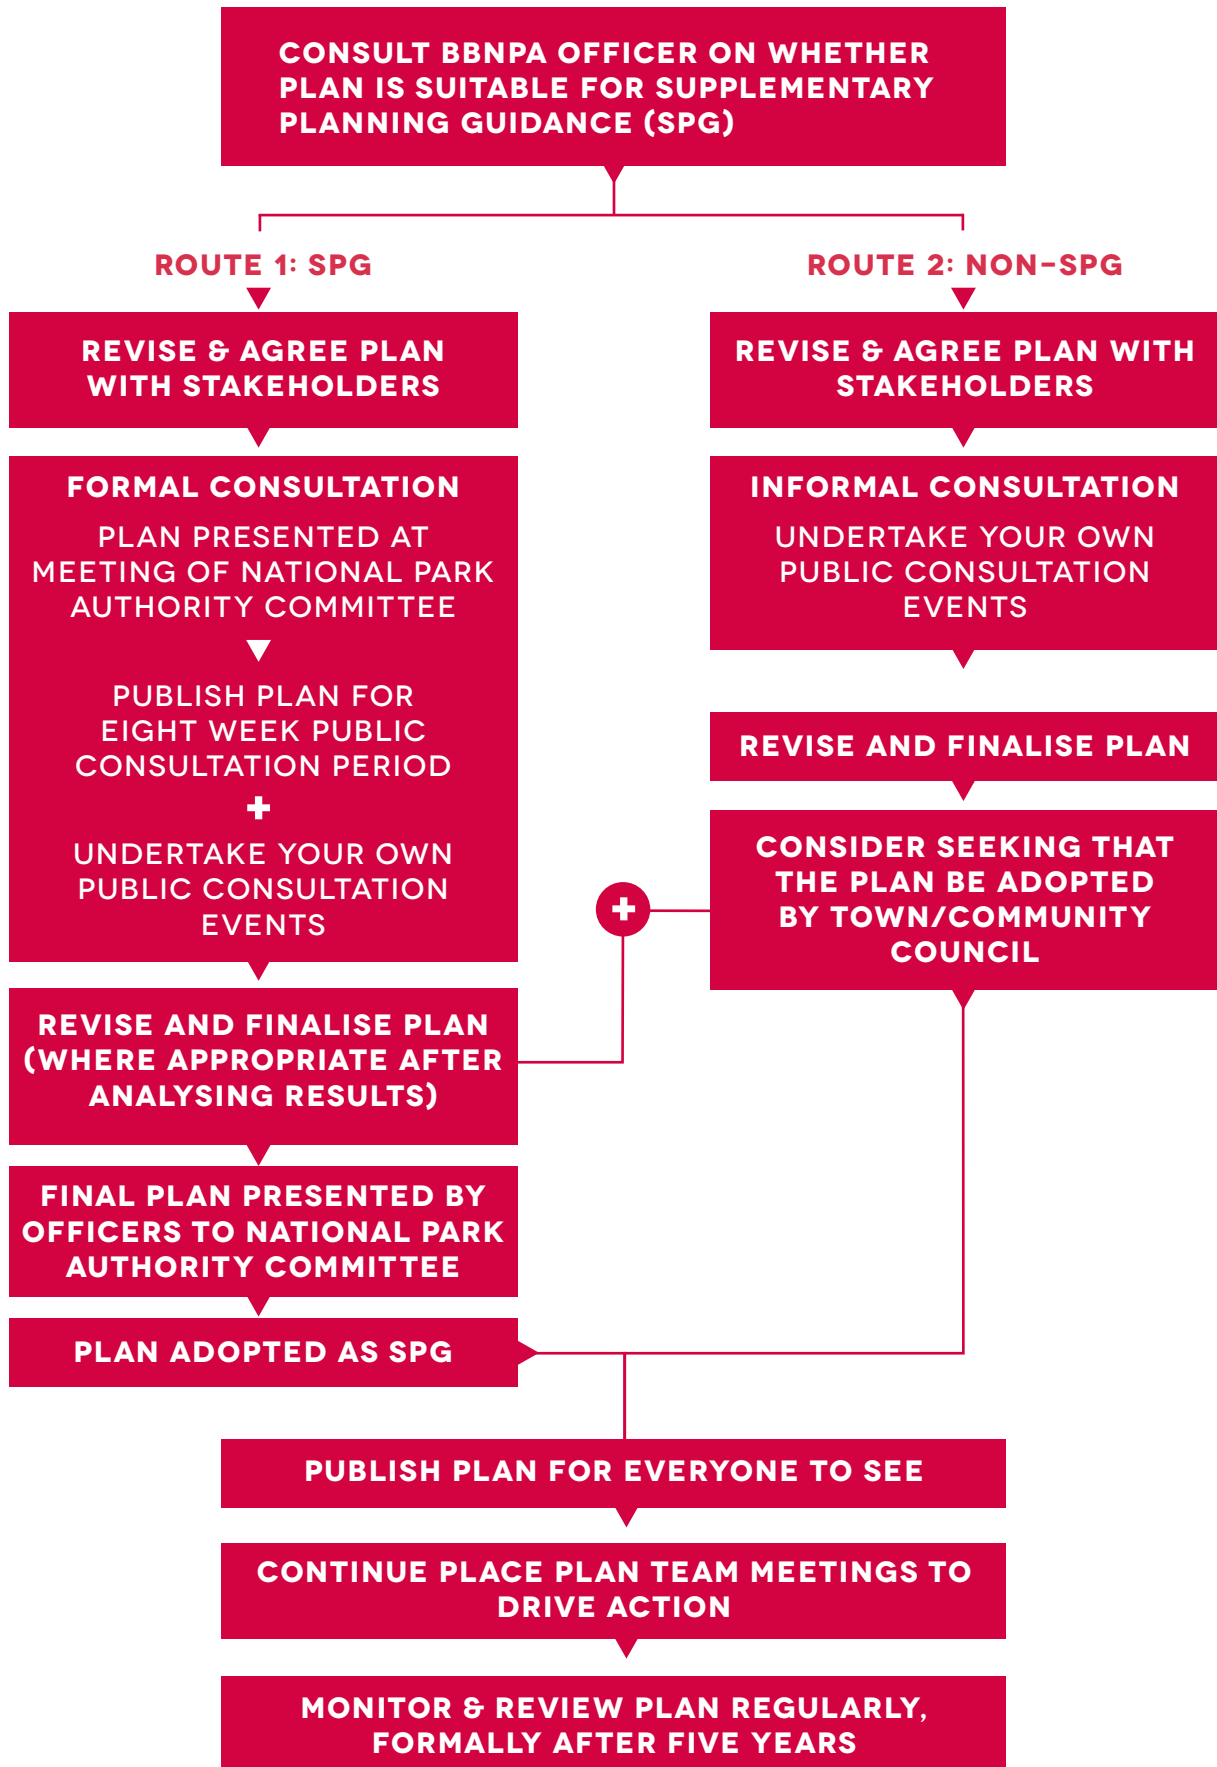 CONSULT BBNPA OFFICER ON WHETHER
PLAN IS SUITABLE FOR SUPPLEMENTARY
PLANNING GUIDANCE (SPG)
ROUTE 1: SPG
REVISE & AGREE PLAN
WITH STAKEHOLDERS
FORMAL CONSULTATION
PLAN PRESENTED AT
MEETING OF NATIONAL PARK
AUTHORITY COMMITTEE
PUBLISH PLAN FOR
EIGHT WEEK PUBLIC
CONSULTATION PERIOD
+
UNDERTAKE YOUR OWN
PUBLIC CONSULTATION
EVENTS
REVISE AND FINALISE PLAN
(WHERE APPROPRIATE AFTER
ANALYSING RESULTS)
FINAL PLAN PRESENTED BY
OFFICERS TO NATIONAL PARK
AUTHORITY COMMITTEE
PLAN ADOPTED AS SPG
ROUTE 2: NON-SPG
REVISE & AGREE PLAN WITH
STAKEHOLDERS
INFORMAL CONSULTATION
UNDERTAKE YOUR OWN
PUBLIC CONSULTATION
EVENTS
REVISE AND FINALISE PLAN
CONSIDER SEEKING THAT
THE PLAN BE ADOPTED
BY TOWN/COMMUNITY
COUNCIL
+
PUBLISH PLAN FOR EVERYONE TO SEE
CONTINUE PLACE PLAN TEAM MEETINGS TO
DRIVE ACTION
MONITOR & REVIEW PLAN REGULARLY,
FORMALLY AFTER FIVE YEARS